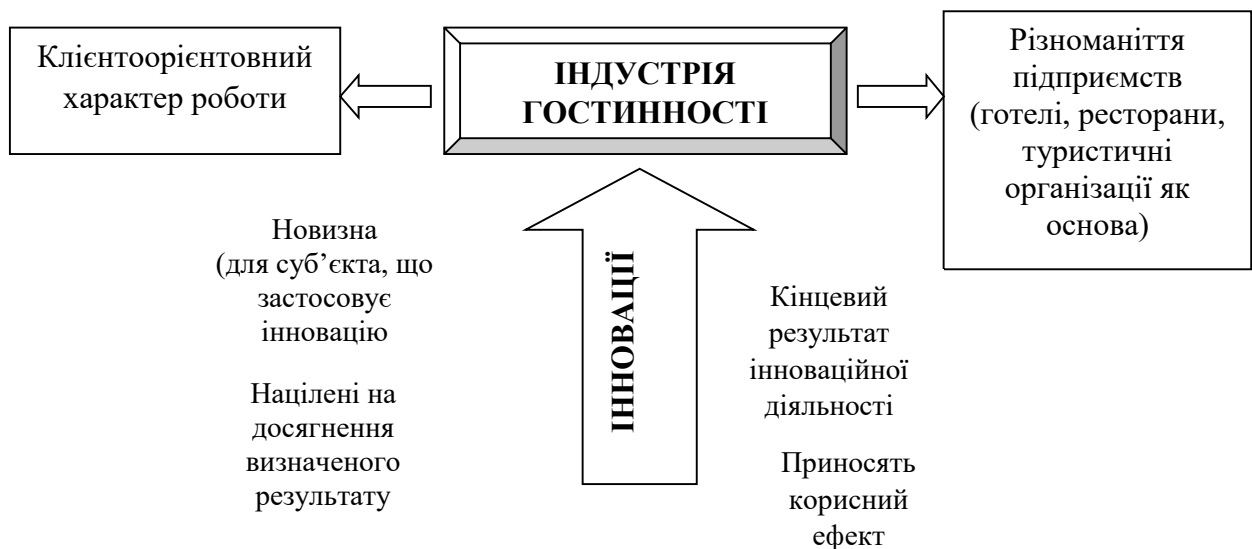 Клієнтоорієнтовний
характер роботи
ІНДУСТРІЯ
ГОСТИННОСТІ
Різноманіття
підприємств
(готелі, ресторани,
туристичні
організації як
основа)
Новизна
(для суб’єкта, що
застосовує
інновацію
Націлені на
досягнення
визначеного
результату
ІННОВАЦІЇ
Кінцевий
результат
інноваційної
діяльності
Приносять
корисний
ефект